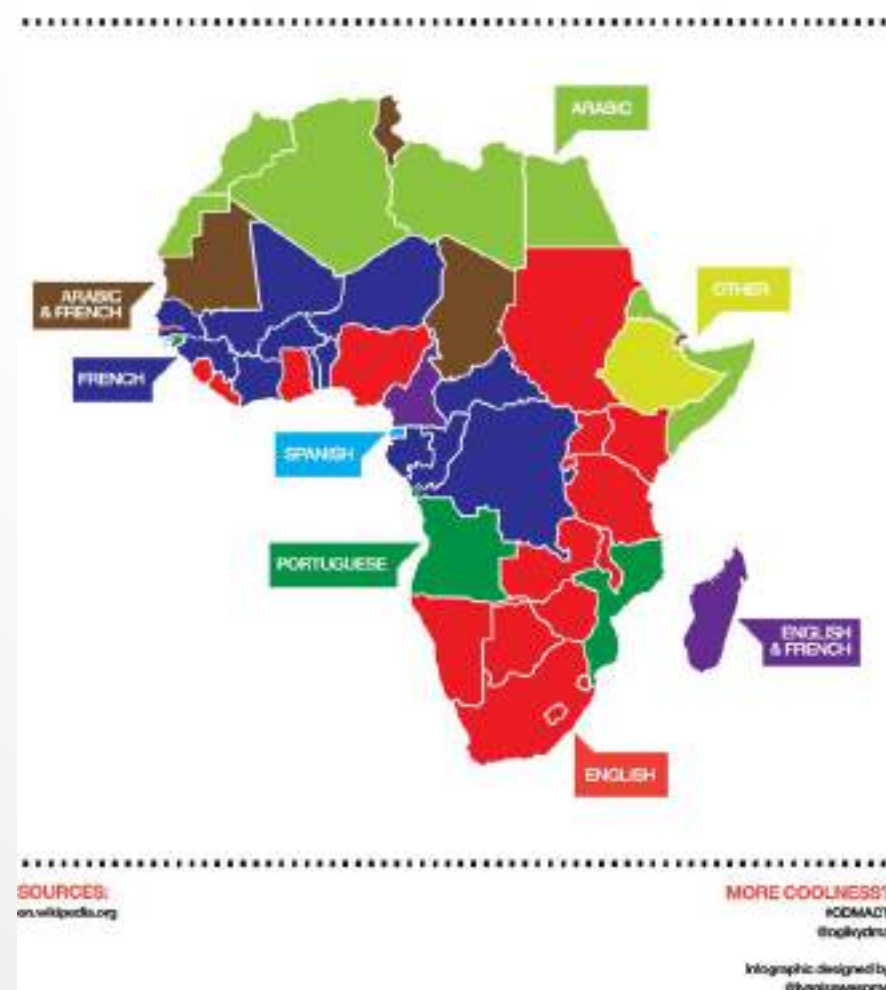 ARABIC
OTHER
ARABIC
& FRENCH
FRENCH
SPANISH
PORTUGUESE
ENGLISH
& FRENCH
ENGLISH
SOURCES:
en.wikipedia.org
MORE COOLNESS?
#ODMACT
Infographic designed by